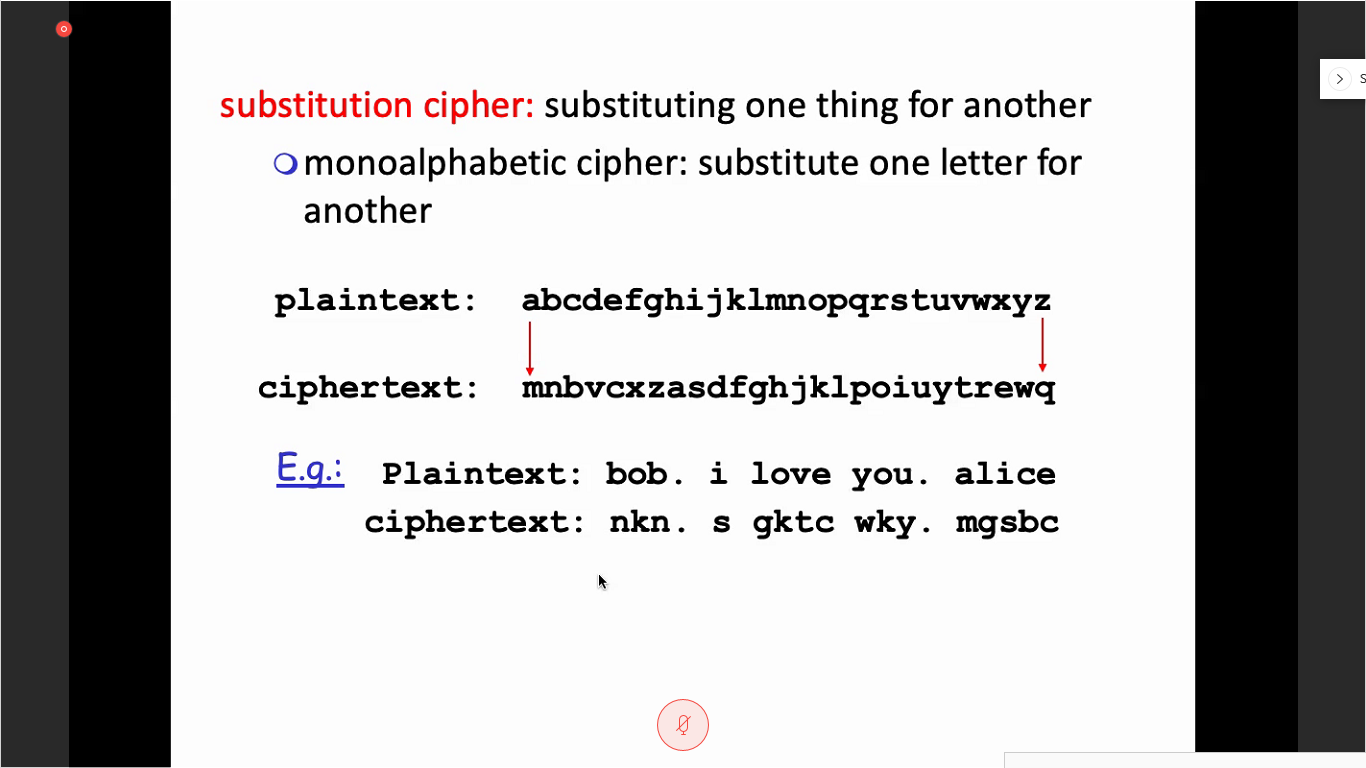 substitution cipher: substituting one thing for another
monoalphabetic cipher: substitute one letter for
another
plaintext: abcdefghijklmnopqrstuvwxyz
ciphertext: mnbvcxzasdfghjklpoiuytrewq
E.g.: Plaintext: bob. i love you. alice
ciphertext: nkn. s gktc wky. mgsbc